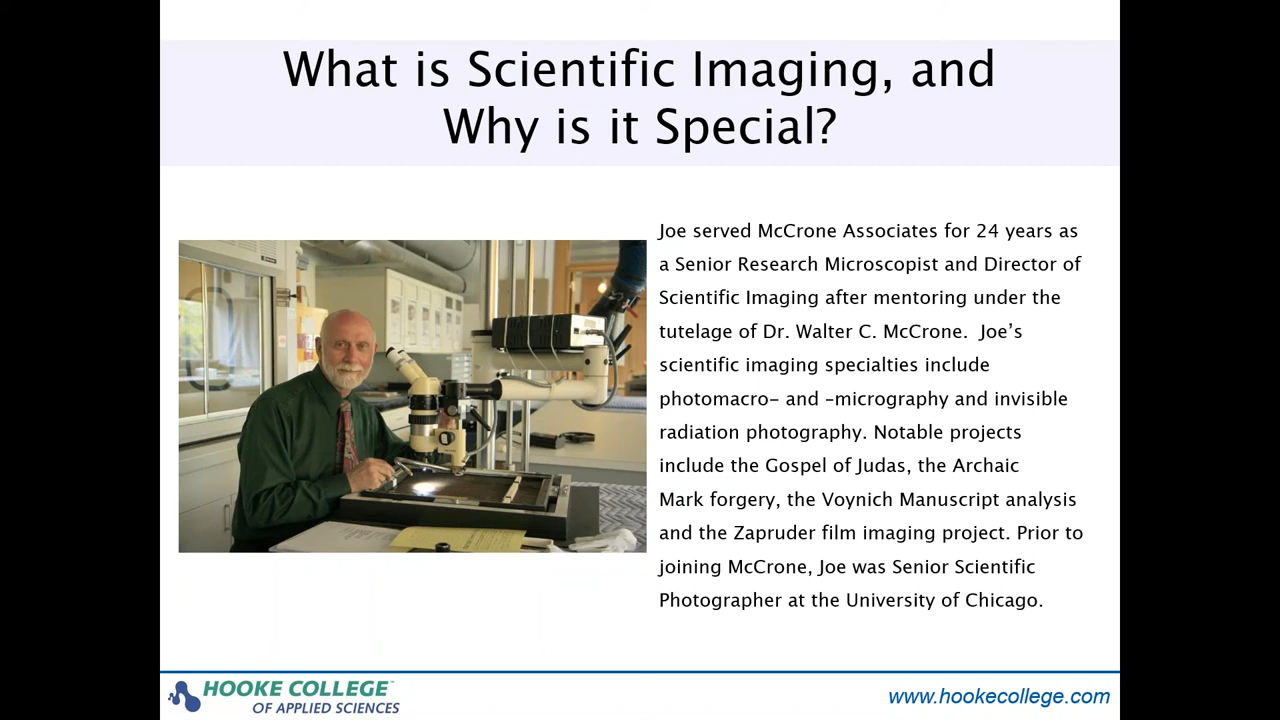 What is Scientific Imaging, and
Why is it Special?
Joe served McCrone Associates for 24 years as
a Senior Research Microscopist and Director of
Scientific Imaging after mentoring under the
tutelage of Dr. Walter C. McCrone.  Joe’s
scientific imaging specialties include
photomacro– and –micrography and invisible
radiation photography. Notable projects
include the Gospel of Judas, the Archaic
Mark forgery, the Voynich Manuscript analysis
and the Zapruder film imaging project. Prior to
joining McCrone, Joe was Senior Scientific
Photographer at the University of Chicago.
HOOKE COLLEGE™
OF APPLIED SCIENCES
www.hookecollege.com